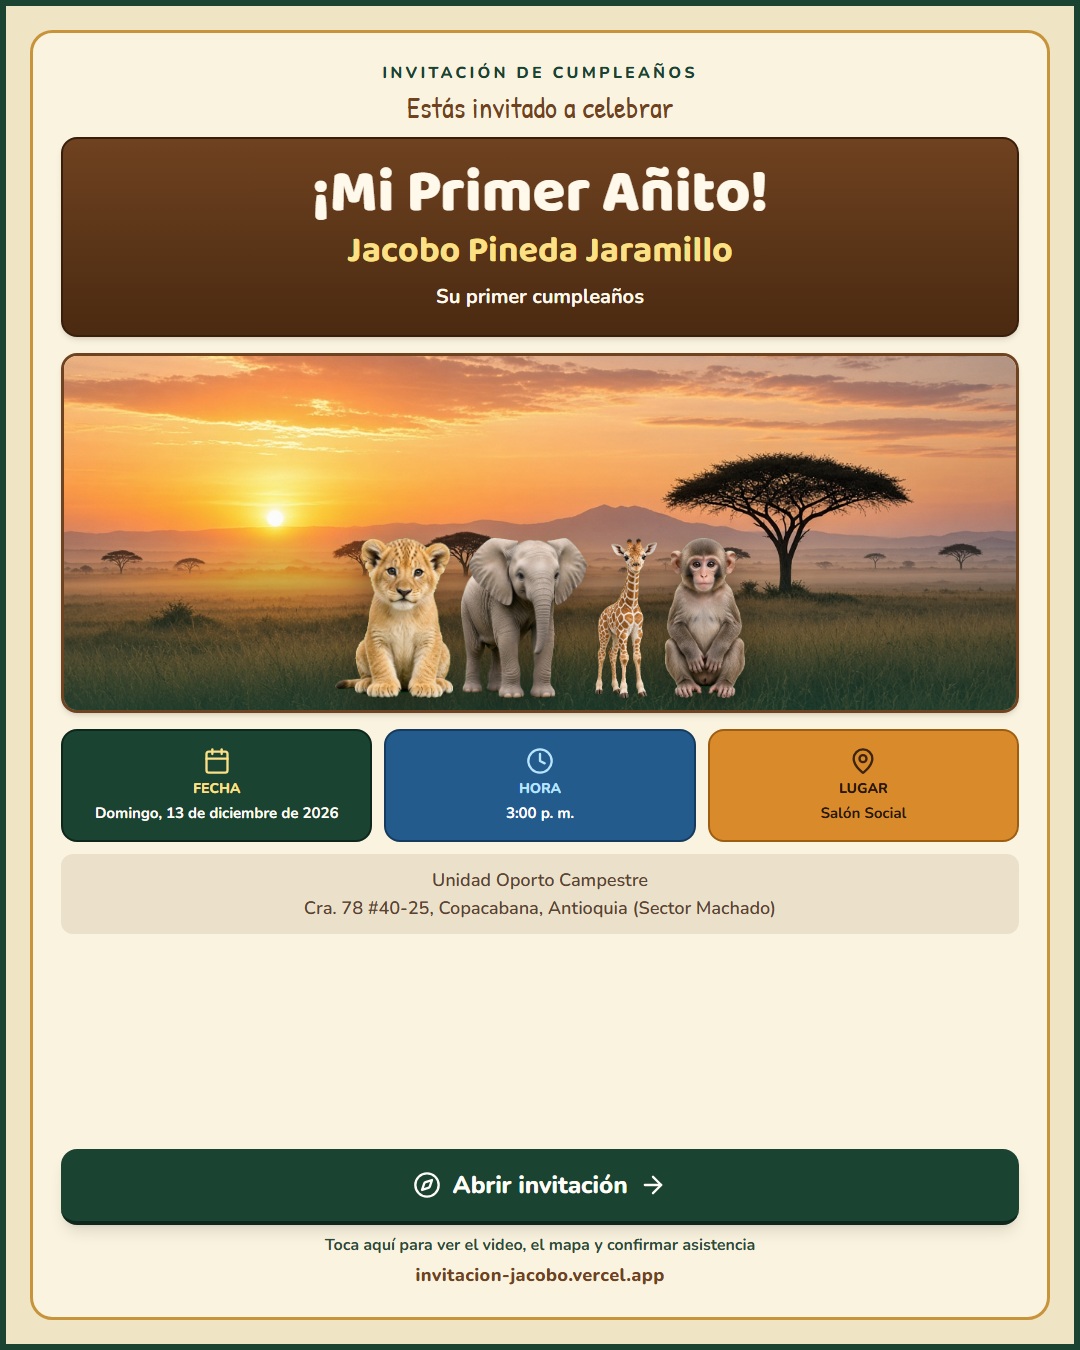 INVITACIÓN DE CUMPLEAÑOS
Estás invitado a celebrar
¡Mi Primer Añito!
Jacobo Pineda Jaramillo
Su primer cumpleaños
FECHA
Domingo, 13 de diciembre de 2026
HORA
3:00 p. m.
LUGAR
Salón Social
Unidad Oporto Campestre
Cra. 78 #40-25, Copacabana, Antioquia (Sector Machado)
Abrir invitación
Toca aquí para ver el video, el mapa y confirmar asistencia
invitacion-jacobo.vercel.app